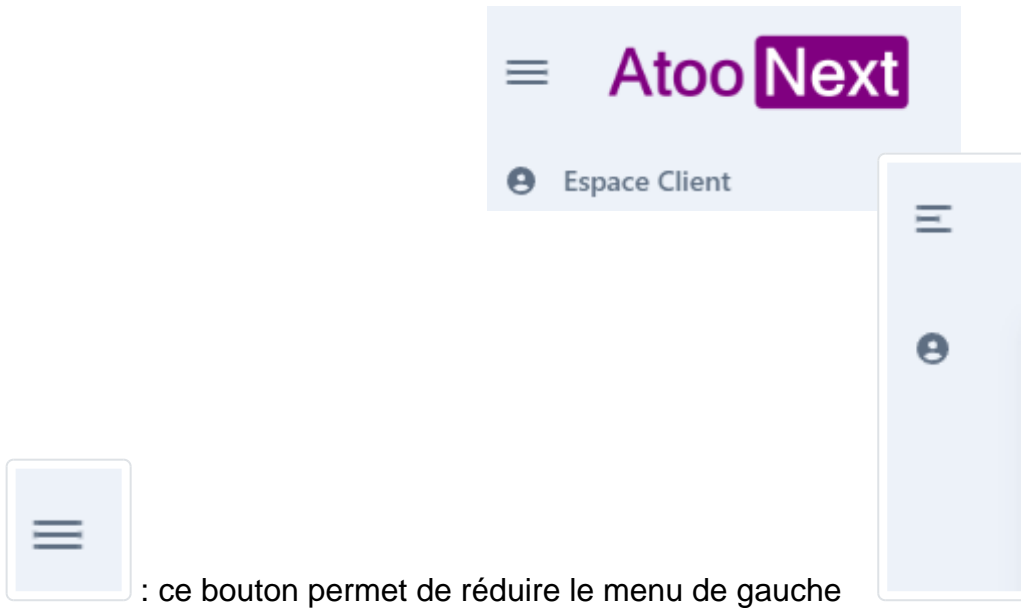 Atoo Next
Espace Client
: ce bouton permet de réduire le menu de gauche